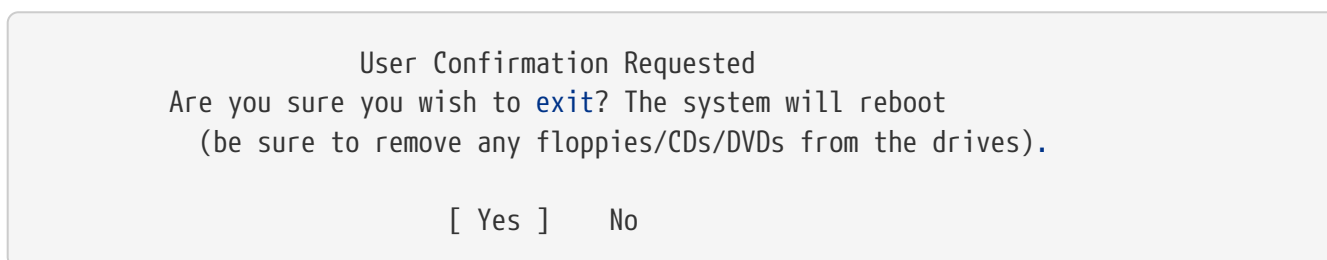 User Confirmation Requested
Are you sure you wish to exit? The system will reboot
(be sure to remove any floppies/CDs/DVDs from the drives).
[ Yes ] No